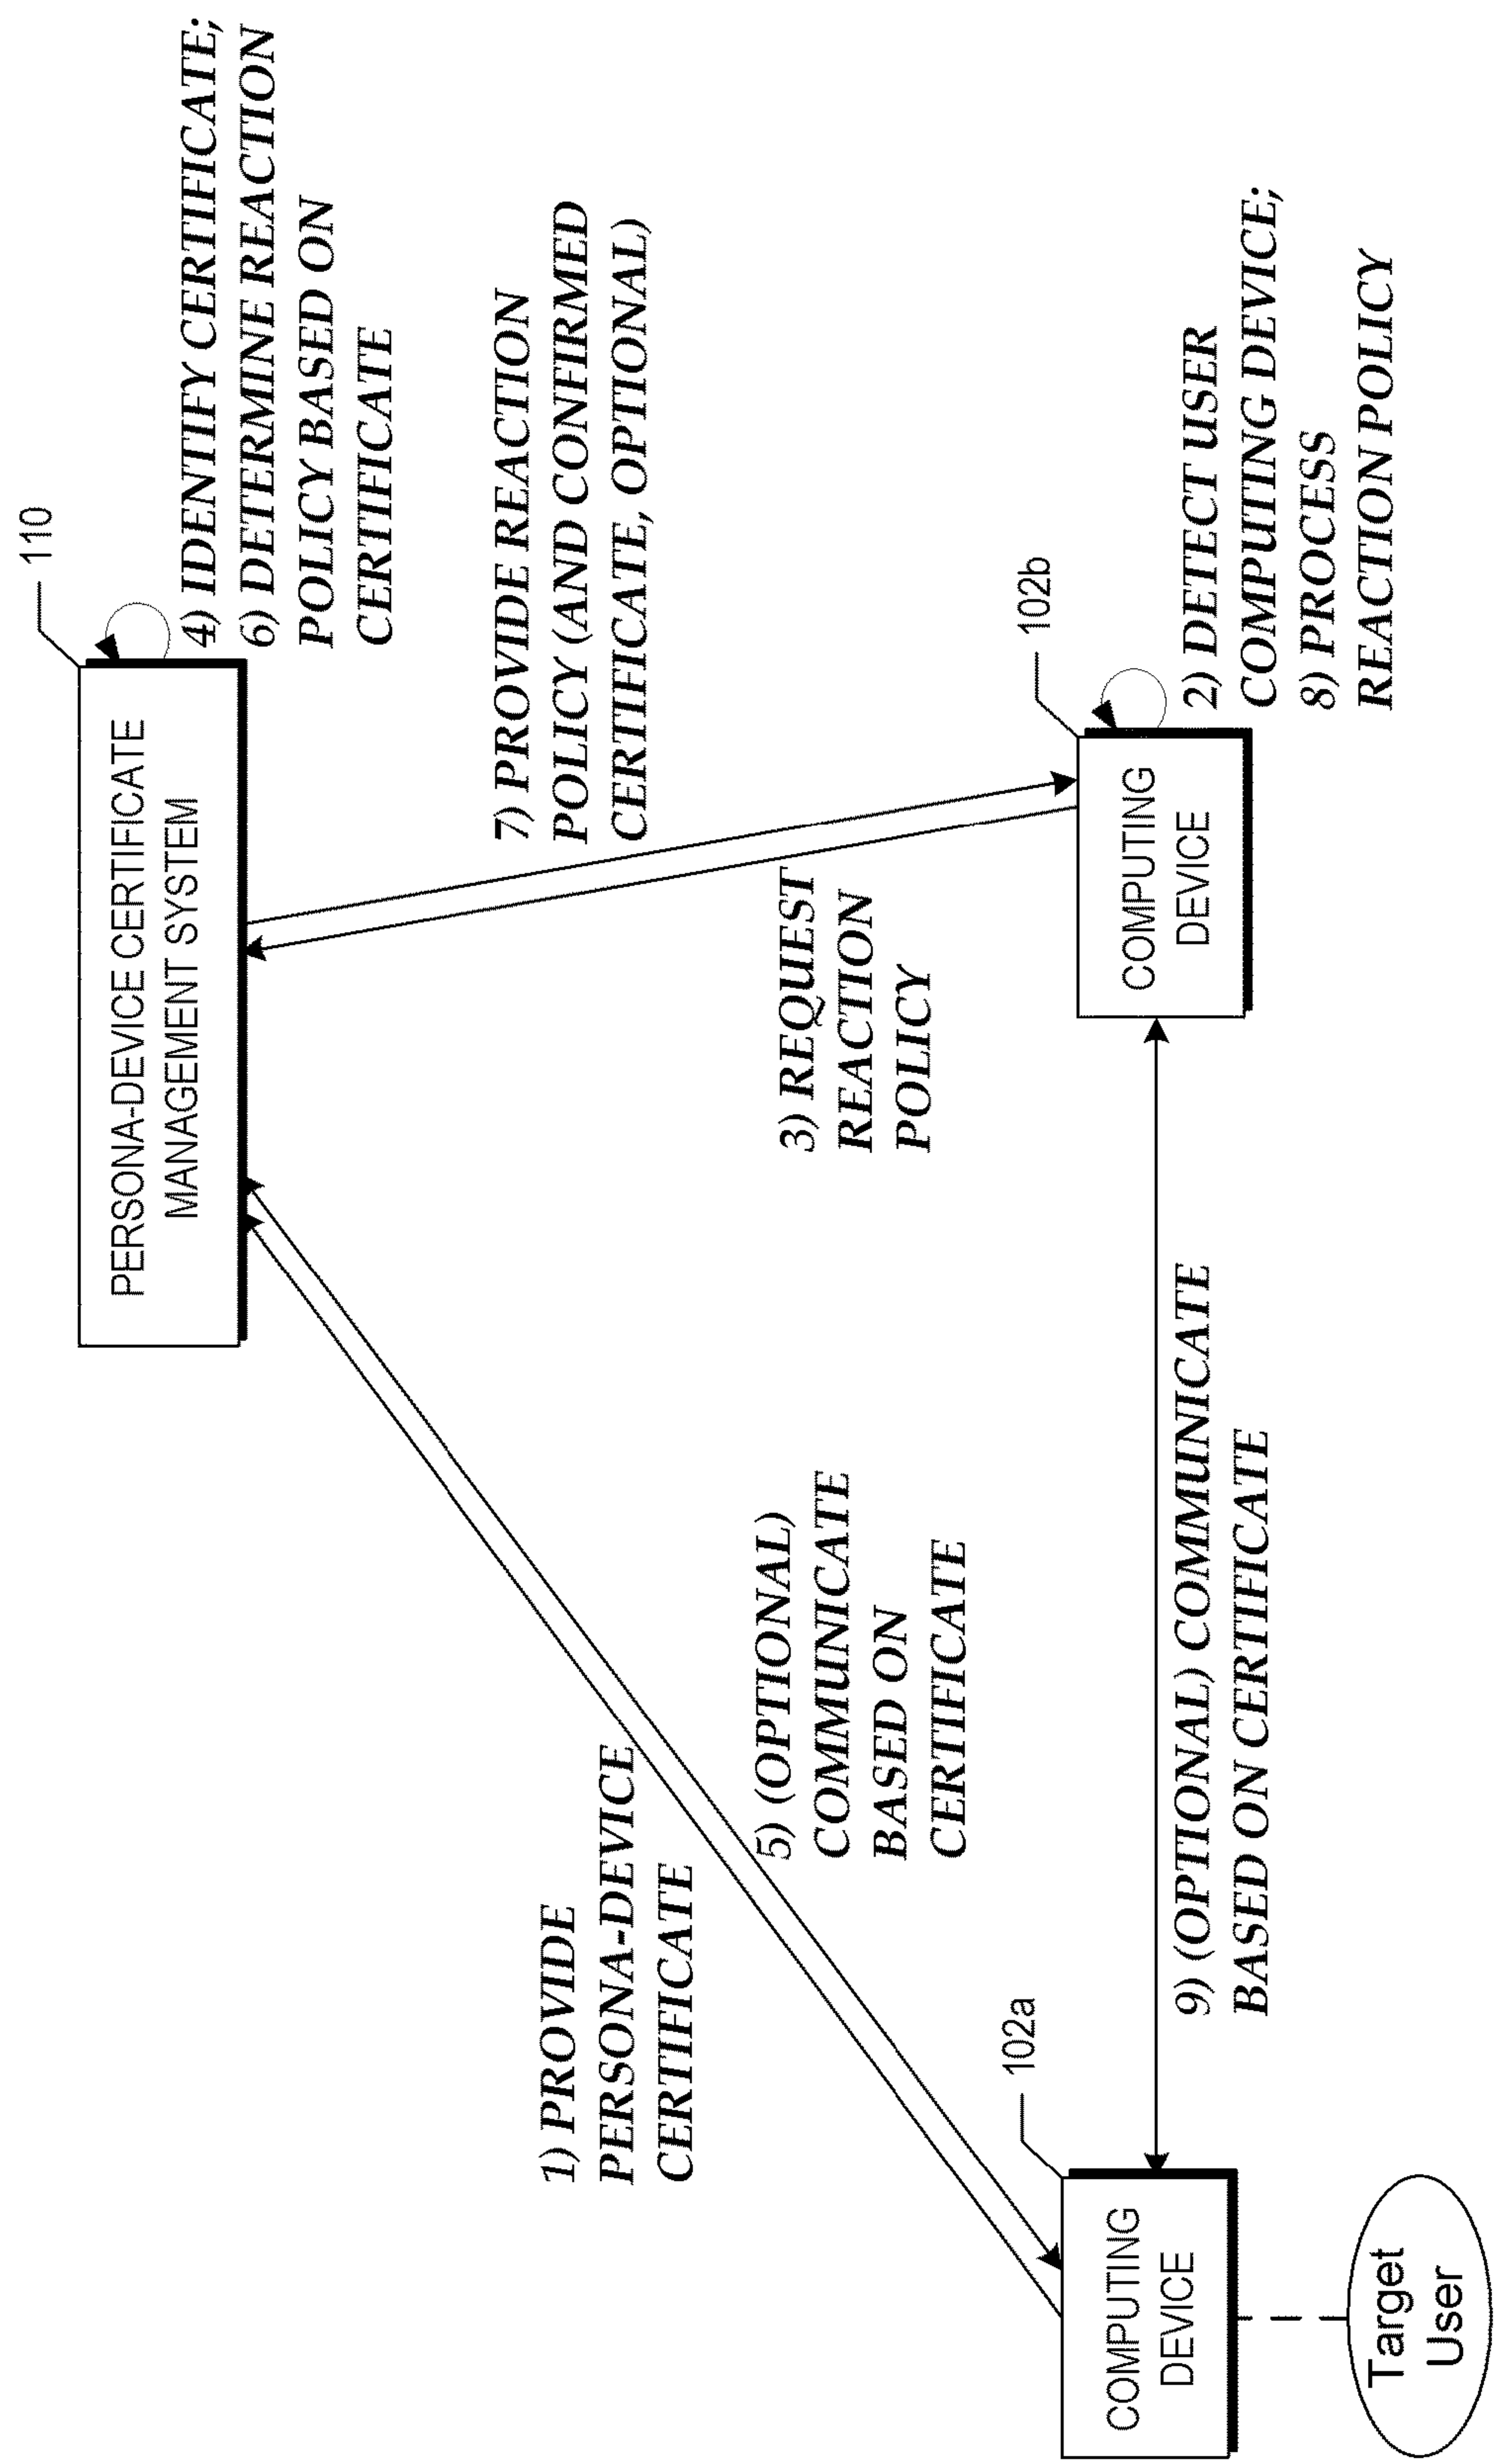 110
PERSONA-DEVICE CERTIFICATE
MANAGEMENT SYSTEM
4) IDENTIFY CERTIFICATE;
6) DETERMINE REACTION
POLICY BASED ON
CERTIFICATE
1) PROVIDE
PERSONA-DEVICE
CERTIFICATE
7) PROVIDE REACTION
POLICY (AND CONFIRMED
CERTIFICATE, OPTIONAL)
5) (OPTIONAL)
COMMUNICATE
BASED ON
CERTIFICATE
3) REQUEST
REACTION
POLICY
102a
COMPUTING
DEVICE
102b
COMPUTING
DEVICE
2) DETECT USER
COMPUTING DEVICE;
8) PROCESS
REACTION POLICY
9) (OPTIONAL) COMMUNICATE
BASED ON CERTIFICATE
Target
User